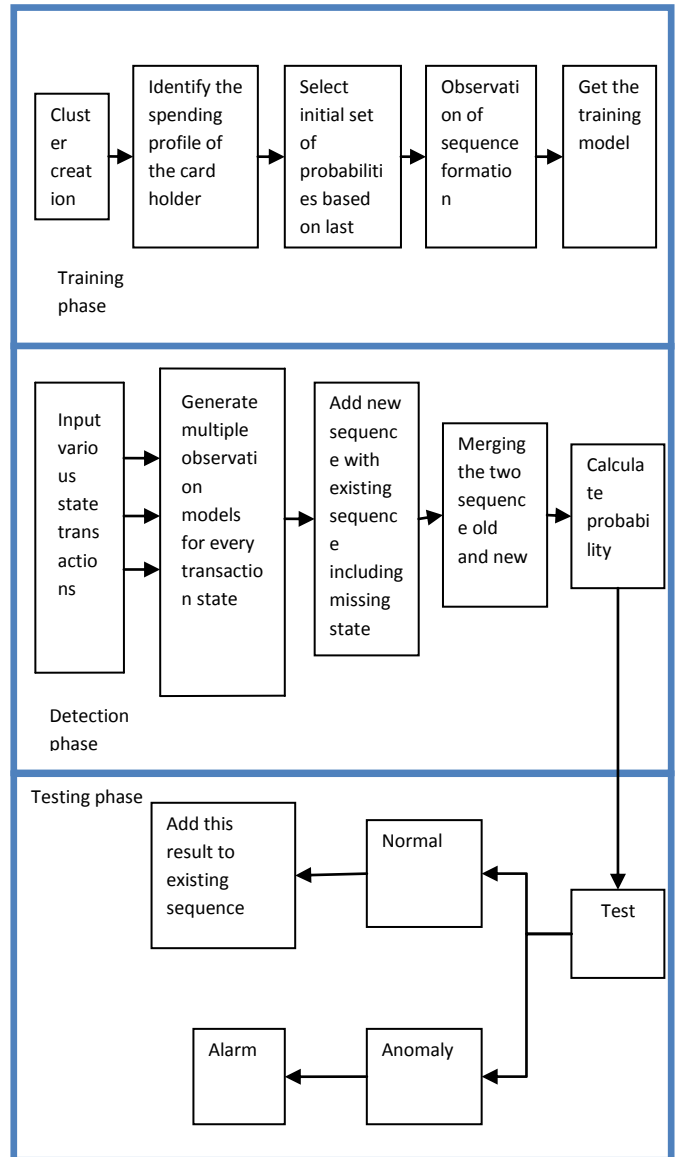 Clust
er
creat
ion
Identify the
spending
profile of
the card
holder
Select
initial set
of
probabiliti
es based
on last
Observati
on of
sequence
formatio
n
Get the
training
model
Training
phase
Input
vario
us
state
trans
actio
ns
Generate
multiple
observati
on
models
for every
transactio
n state
Add new
sequenc
e with
existing
sequenc
e
including
missing
state
Merging
the two
sequenc
e old
and new
Calcula
te
probabi
lity
Detection
phase
Testing phase
Add this
result to
existing
sequence
Normal
Test
Alarm
Anomaly